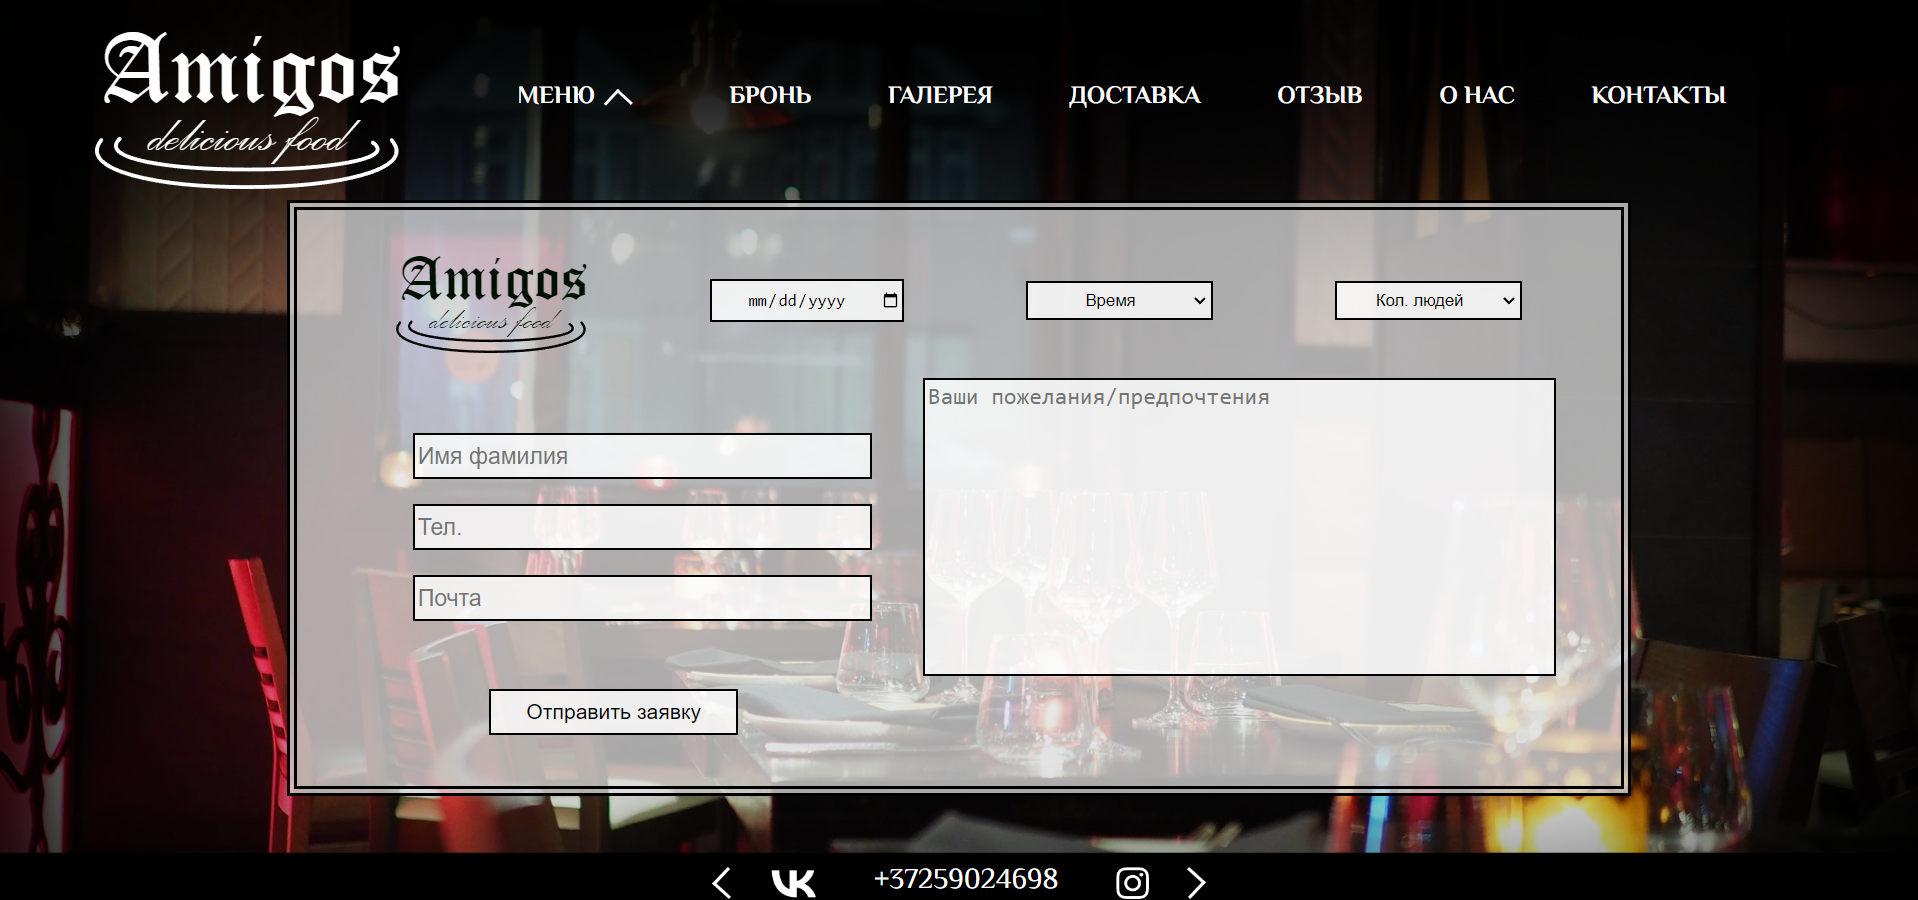 Amigos
delicious food
МЕНЮ БРОНЬ ГАЛЕРЕЯ ДОСТАВКА ОТЗЫВ О НАС КОНТАКТЫ
Amigos
delicious food
mm/dd/yyyy Время Кол. людей
Ваши пожелания/предпочтения
Имя фамилия
Тел.
Почта
Отправить заявку
+37259024698